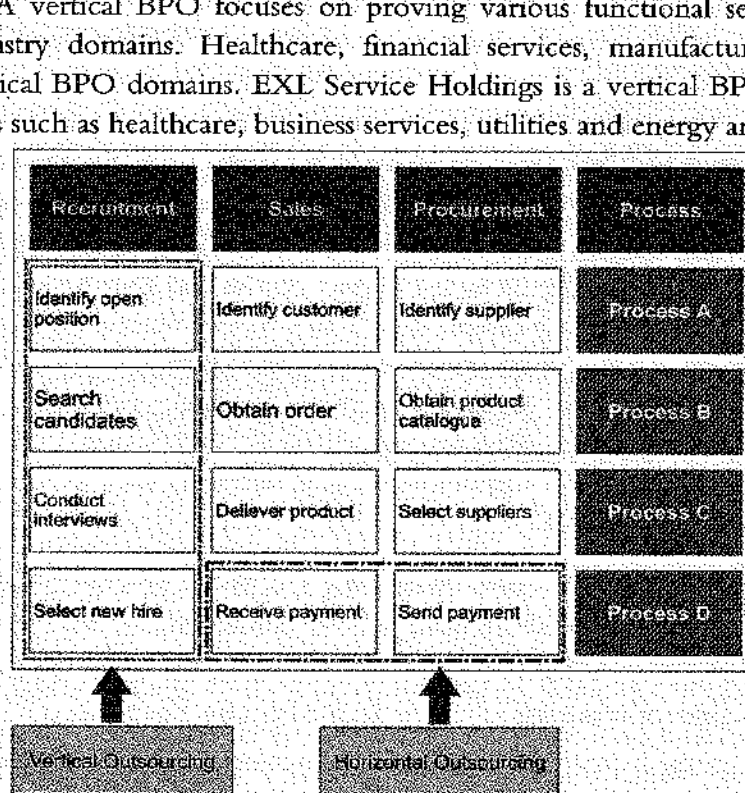 A vertical BPO focuses on proving various functional se
stry domains. Healthcare, financial services, manufactur
ical BPO domains. EXL Service Holdings is a vertical BP
such as healthcare, business services, utilities and energy a
Recruitment Sales Procurement Process
Identify open
position
Identify customer
Identify supplier
Process A
Search
candidates
Obtain order
Obtain product
catalogue
Process B
Conduct
interviews
Deliever product
Select suppliers
Process C
Select new hire
Receive payment
Send payment
Process D
Vertical Outsourcing
Horizontal Outsourcing